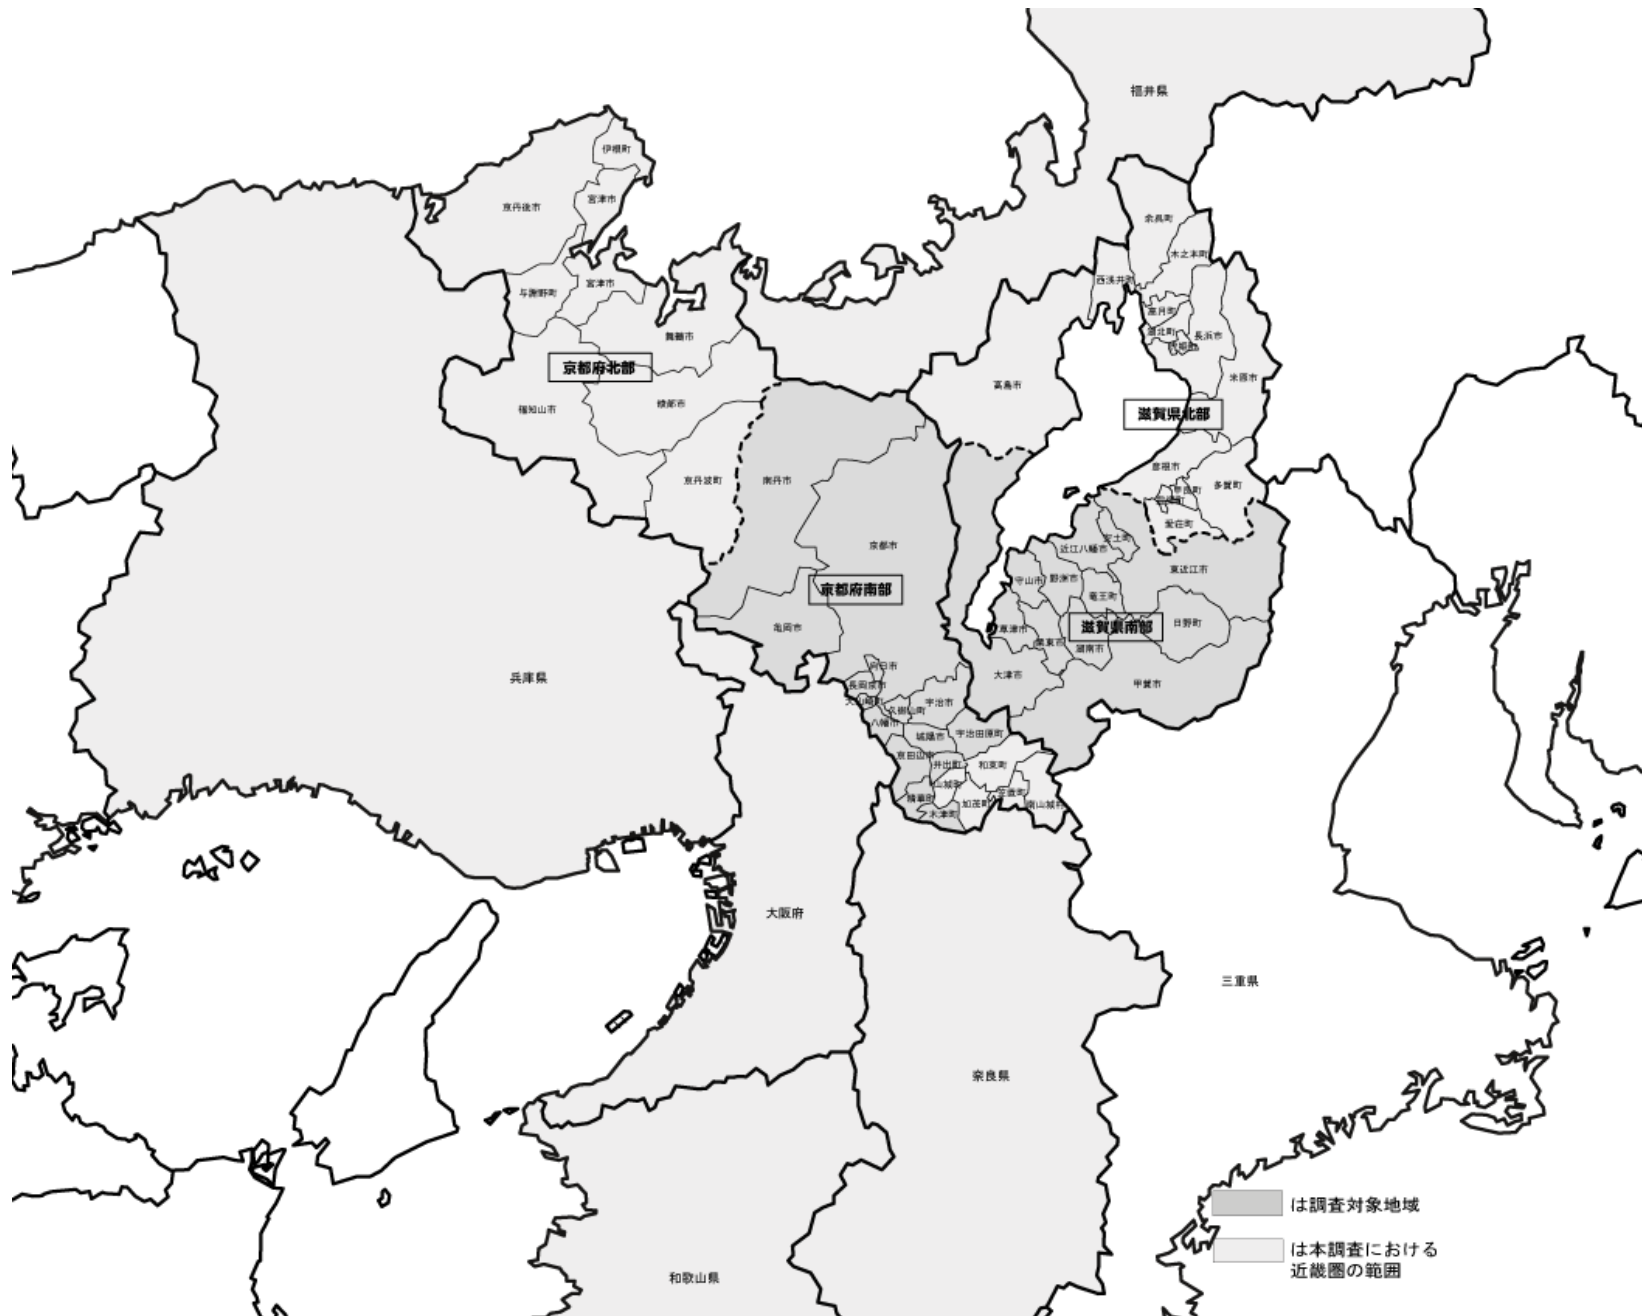 福井県
伊根町
宮津市
京丹後市
余呉町
木之本町
西浅井町
宮津市
与謝野町
高月町
湖北町
長浜市
舞鶴市
京都府北部
米原市
高島市
綾部市
福知山市
滋賀県北部
彦根市
京丹波町
南丹市
多賀町
甲良町
愛荘町
安土町
京都市
近江八幡市
東近江市
守山市
野洲市
京都府南部
竜王町
日野町
亀岡市
草津市
滋賀県南部
栗東市
湖南市
向日市
大津市
兵庫県
甲賀市
長岡京市
大山崎町
宇治市
久御山町
八幡市
城陽市
宇治田原町
京田辺市
井手町
和束町
山城町
笠置町
精華町
加茂町
南山城村
木津町
大阪府
三重県
奈良県
は調査対象地域
は本調査における
近畿圏の範囲
和歌山県